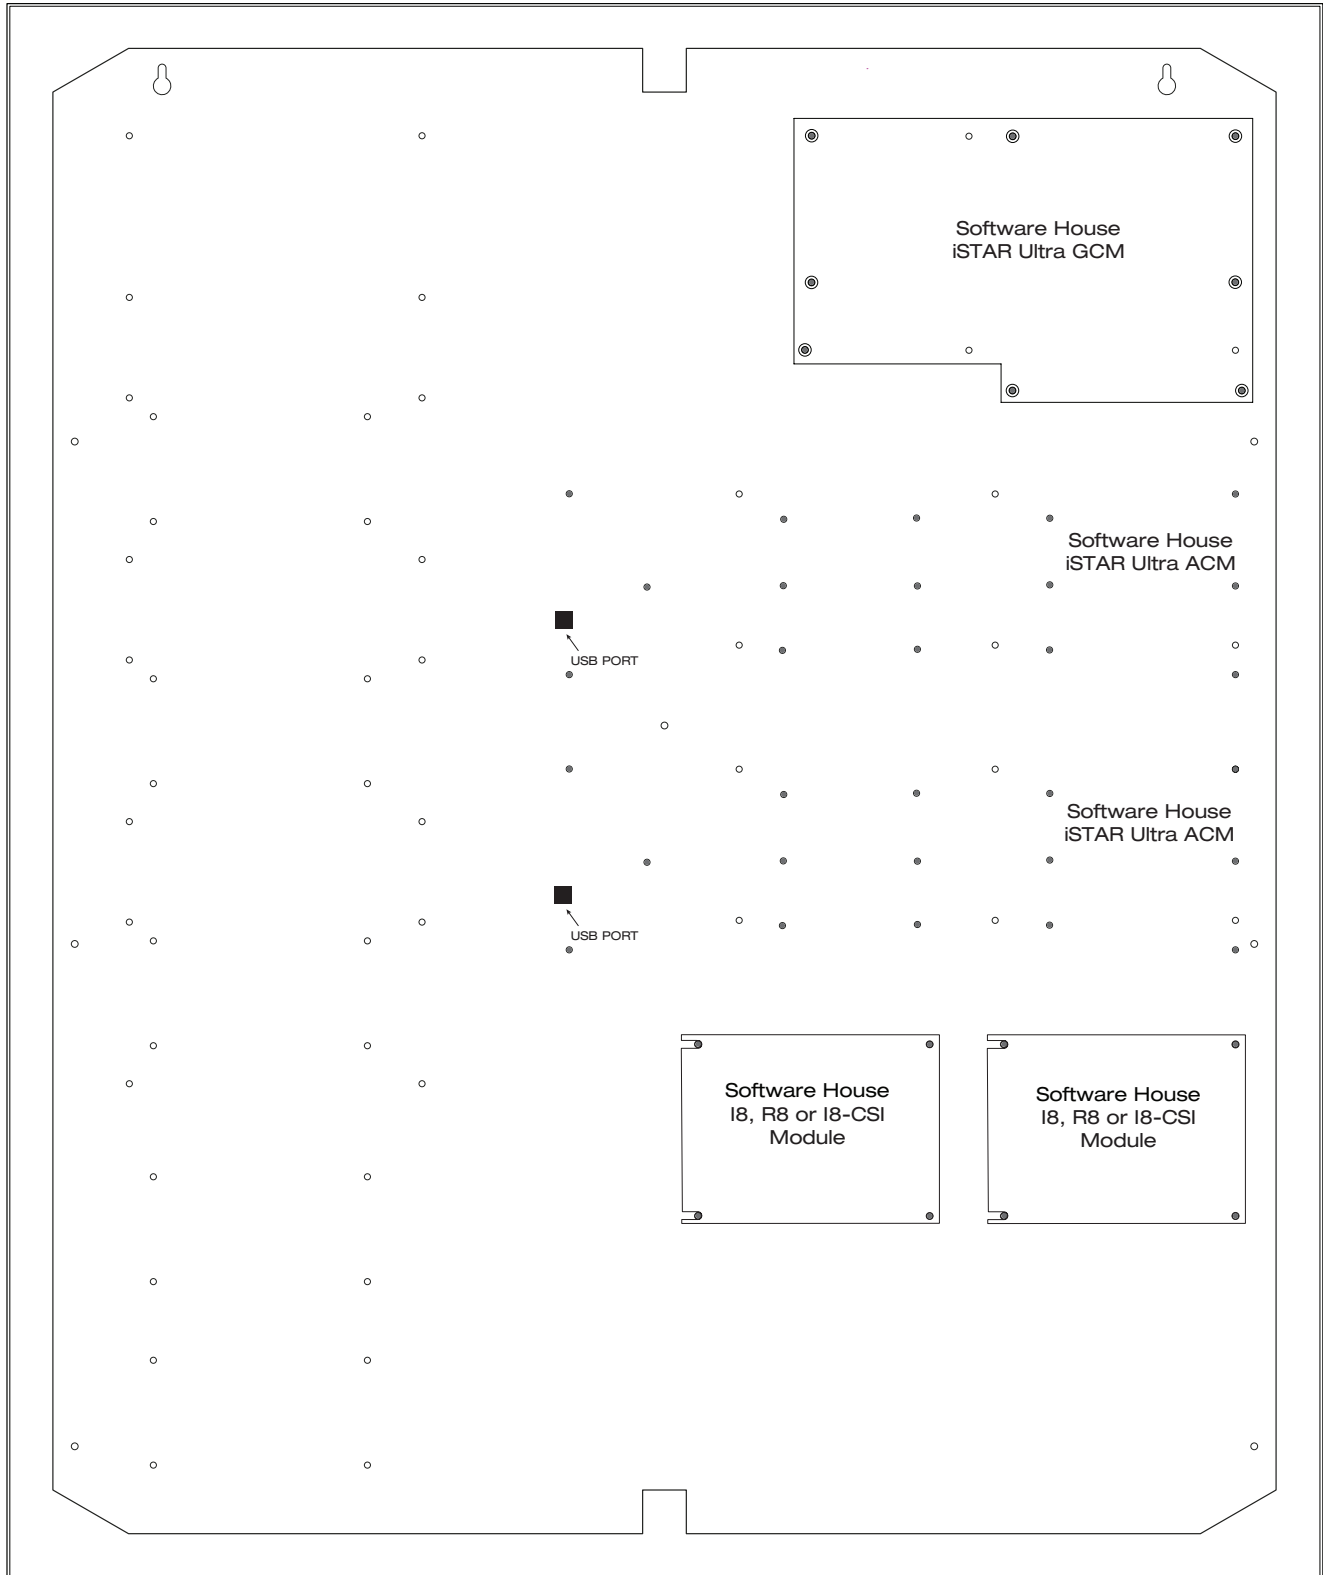 Software House
iSTAR Ultra GCM
Software House
iSTAR Ultra ACM
USB PORT
Software House
iSTAR Ultra ACM
USB PORT
Software House
I8, R8 or I8-CSI
Module
Software House
I8, R8 or I8-CSI
Module